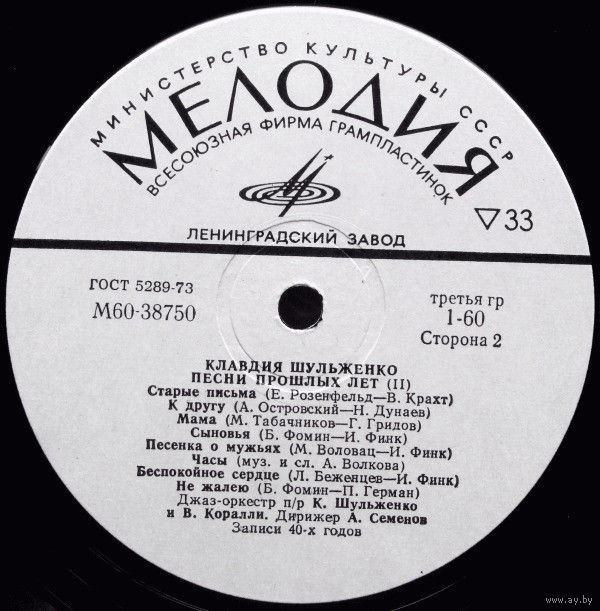 МИНИСТЕРСТВО КУЛЬТУРЫ СССР
МЕЛОДИЯ
ВСЕСОЮЗНАЯ ФИРМА ГРАМПЛАСТИНОК
ЛЕНИНГРАДСКИЙ ЗАВОД
▽33
ГОСТ 5289-73
М60-38750
третья гр
1-60
Сторона 2
КЛАВДИЯ ШУЛЬЖЕНКО
ПЕСНИ ПРОШЛЫХ ЛЕТ (II)
Старые письма (Е. Розенфельд—В. Крахт)
К другу (А. Островский—Н. Дунаев)
Мама (М. Табачников—Г. Гридов)
Сыновья (Б. Фомин—И. Финк)
Песенка о мужьях (М. Воловац—И. Финк)
Часы (муз. и сл. А. Волкова)
Беспокойное сердце (Л. Беженцев—И. Финк)
Не жалею (Б. Фомин—П. Герман)
Джаз-оркестр п/р К. Шульженко
и В. Коралли. Дирижер А. Семенов
Записи 40-х годов
www.ay.by